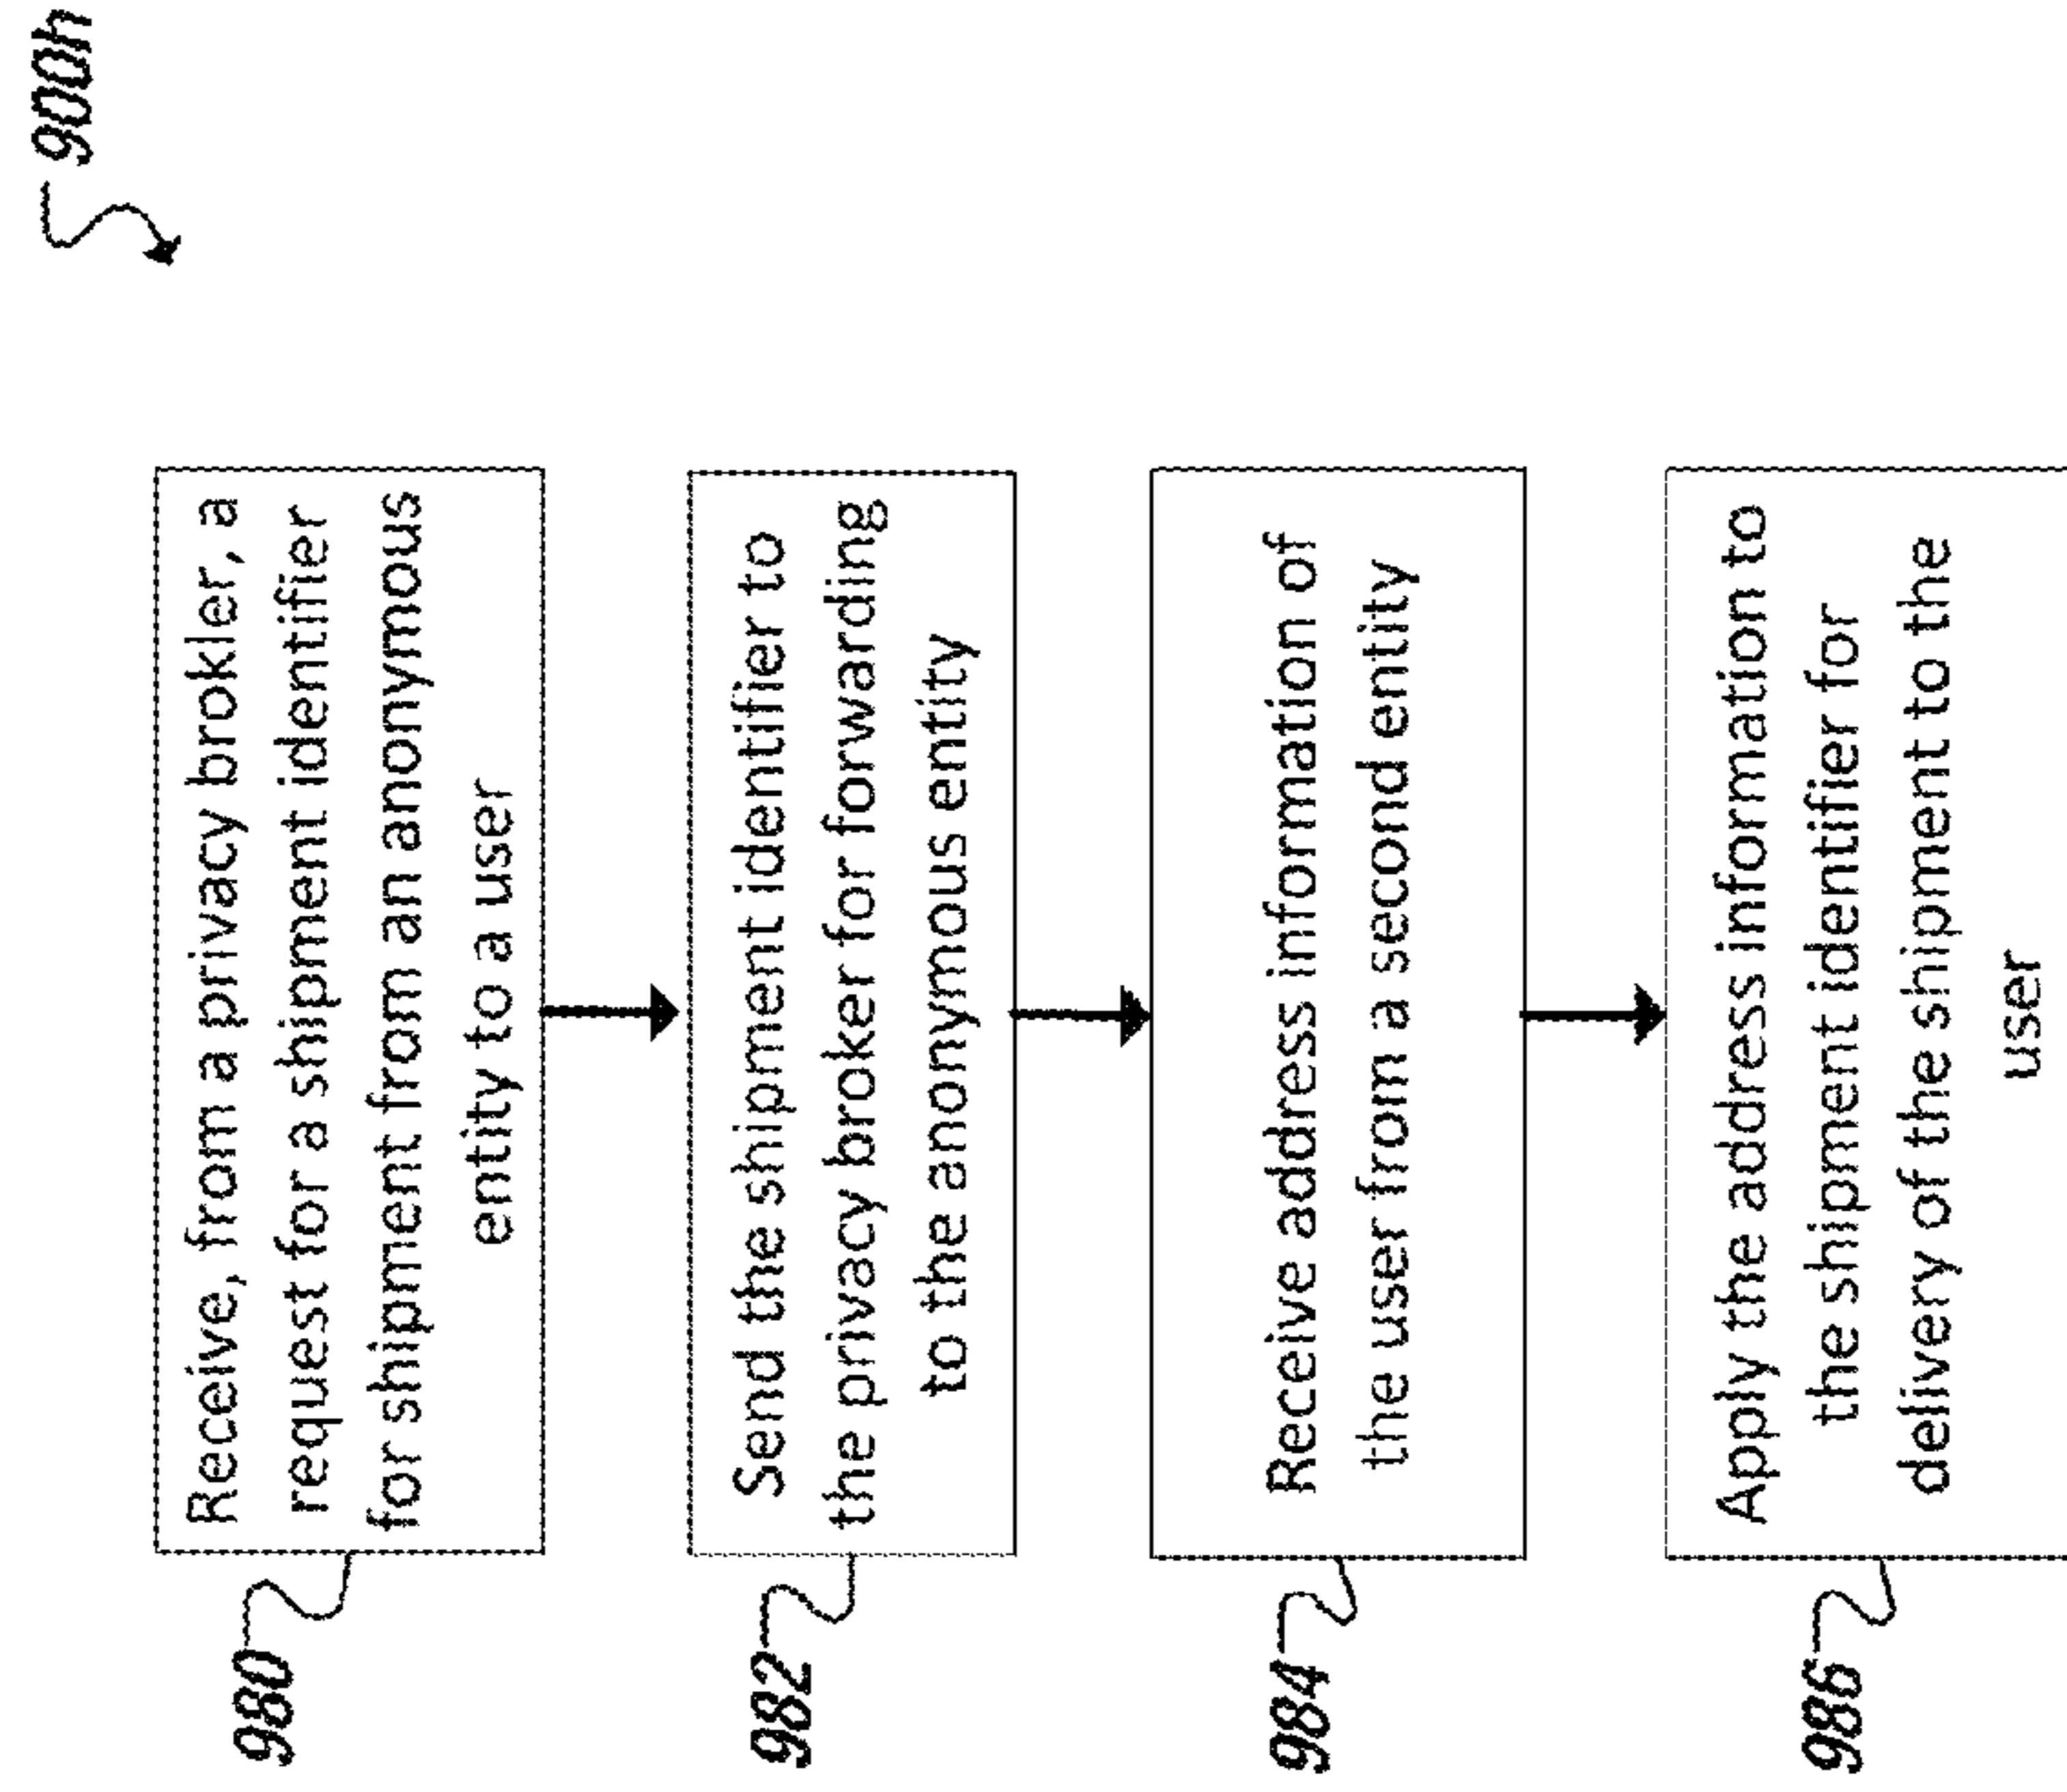 900h
980
Receive, from a privacy brokler, a
request for a shipment identifier
for shipment from an anonymous
entity to a user
982
Send the shipment identifier to
the privacy broker for forwarding
to the anonymous entity
984
Receive address information of
the user from a second entity
986
Apply the address information to
the shipment identifier for
delivery of the shipment to the
user